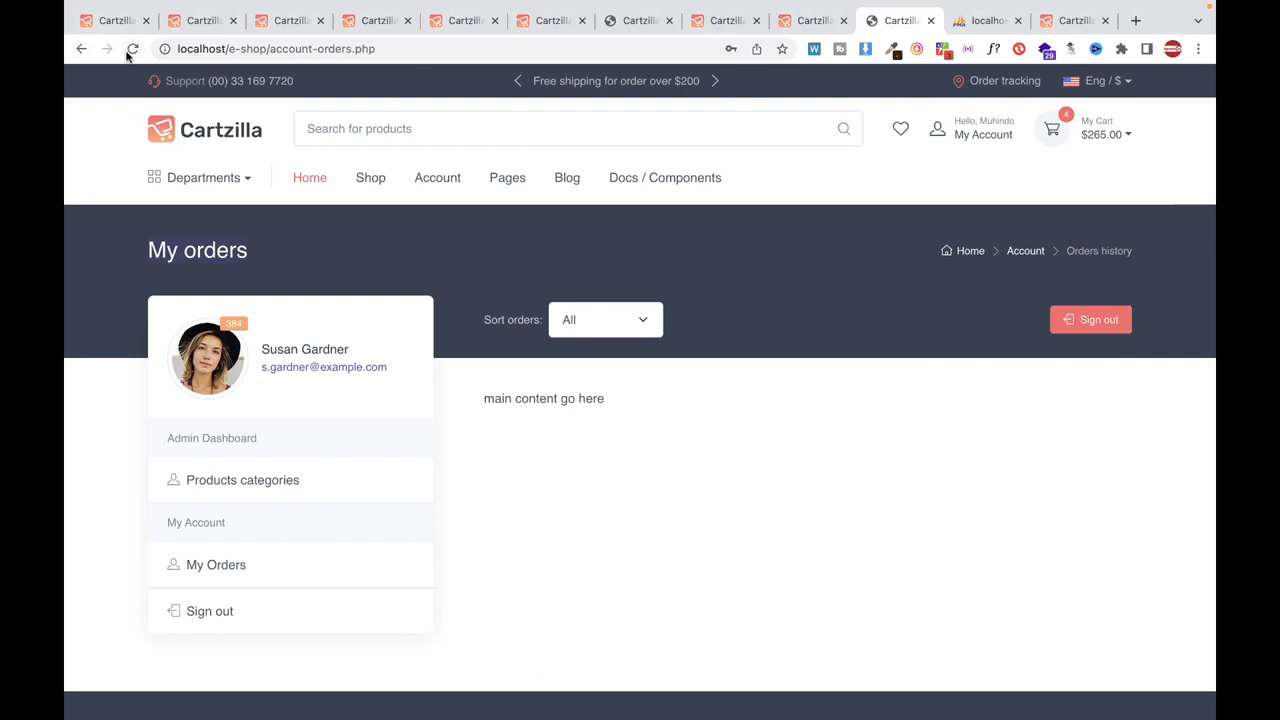 Cartzilla Cartzilla Cartzilla Cartzilla Cartzilla Cartzilla Cartzilla Cartzilla Cartzilla Cartzilla localho Cartzilla
localhost/e-shop/account-orders.php
29
Support (00) 33 169 7720
Free shipping for order over $200
Order tracking
Eng / $
Cartzilla
Search for products
Hello, Muhindo
My Account
4
My Cart
$265.00
Departments
Home
Shop
Account
Pages
Blog
Docs / Components
My orders
Home
Account
Orders history
384
Susan Gardner
s.gardner@example.com
Sort orders:
All
Sign out
main content go here
Admin Dashboard
Products categories
My Account
My Orders
Sign out